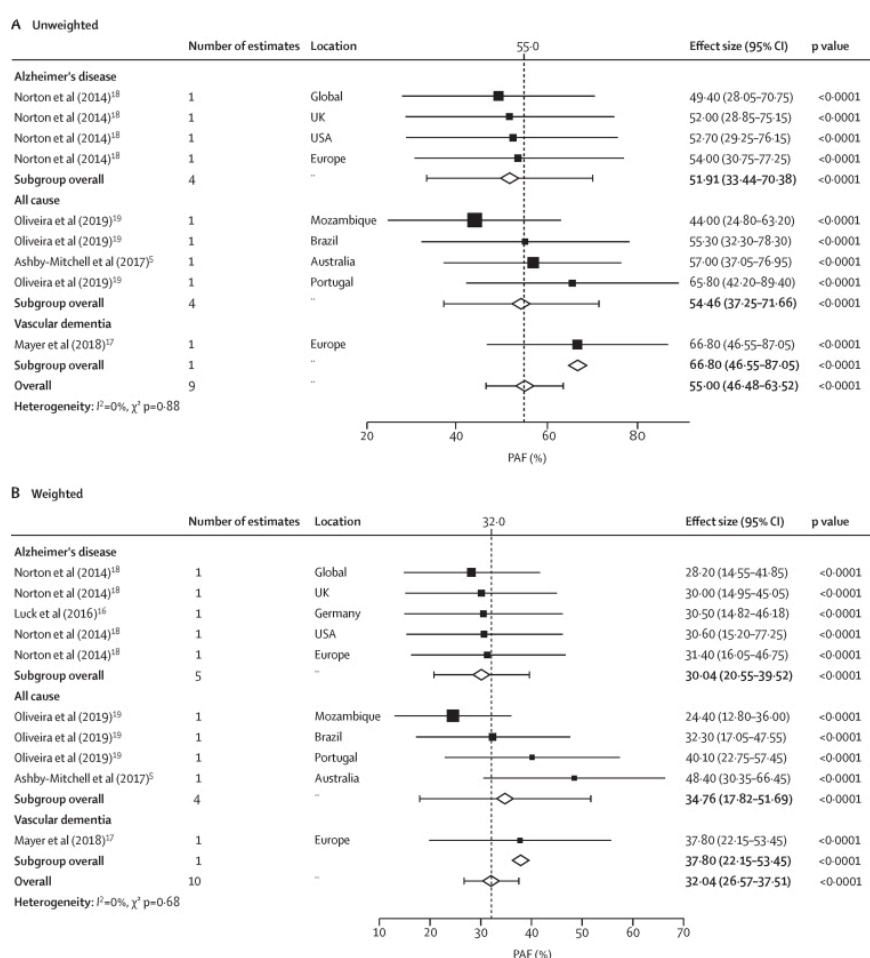 A Unweighted
Number of estimates Location 55·0 Effect size (95% CI) p value
Alzheimer's disease
Norton et al (2014)18 1 Global 49·40 (28·05–70·75) <0·0001
Norton et al (2014)18 1 UK 52·00 (28·85–75·15) <0·0001
Norton et al (2014)18 1 USA 52·70 (29·25–76·15) <0·0001
Norton et al (2014)18 1 Europe 54·00 (30·75–77·25) <0·0001
Subgroup overall 4 ·· 51·91 (33·44–70·38) <0·0001
All cause
Oliveira et al (2019)19 1 Mozambique 44·00 (24·80–63·20) <0·0001
Oliveira et al (2019)19 1 Brazil 55·30 (32·30–78·30) <0·0001
Ashby-Mitchell et al (2017)5 1 Australia 57·00 (37·05–76·95) <0·0001
Oliveira et al (2019)19 1 Portugal 65·80 (42·20–89·40) <0·0001
Subgroup overall 4 ·· 54·46 (37·25–71·66) <0·0001
Vascular dementia
Mayer et al (2018)17 1 Europe 66·80 (46·55–87·05) <0·0001
Subgroup overall 1 ·· 66·80 (46·55–87·05) <0·0001
Overall 9 ·· 55·00 (46·48–63·52) <0·0001
Heterogeneity: I²=0%, χ² p=0·88
20 40 60 80
PAF (%)
B Weighted
Number of estimates Location 32·0 Effect size (95% CI) p value
Alzheimer's disease
Norton et al (2014)18 1 Global 28·20 (14·55–41·85) <0·0001
Norton et al (2014)18 1 UK 30·00 (14·95–45·05) <0·0001
Luck et al (2016)16 1 Germany 30·50 (14·82–46·18) <0·0001
Norton et al (2014)18 1 USA 30·60 (15·20–77·25) <0·0001
Norton et al (2014)18 1 Europe 31·40 (16·05–46·75) <0·0001
Subgroup overall 5 ·· 30·04 (20·55–39·52) <0·0001
All cause
Oliveira et al (2019)19 1 Mozambique 24·40 (12·80–36·00) <0·0001
Oliveira et al (2019)19 1 Brazil 32·30 (17·05–47·55) <0·0001
Oliveira et al (2019)19 1 Portugal 40·10 (22·75–57·45) <0·0001
Ashby-Mitchell et al (2017)5 1 Australia 48·40 (30·35–66·45) <0·0001
Subgroup overall 4 ·· 34·76 (17·82–51·69) <0·0001
Vascular dementia
Mayer et al (2018)17 1 Europe 37·80 (22·15–53·45) <0·0001
Subgroup overall 1 37·80 (22·15–53·45) <0·0001
Overall 10 ·· 32·04 (26·57–37·51) <0·0001
Heterogeneity: I²=0%, χ² p=0·68
10 20 30 40 50 60 70
PAF (%)